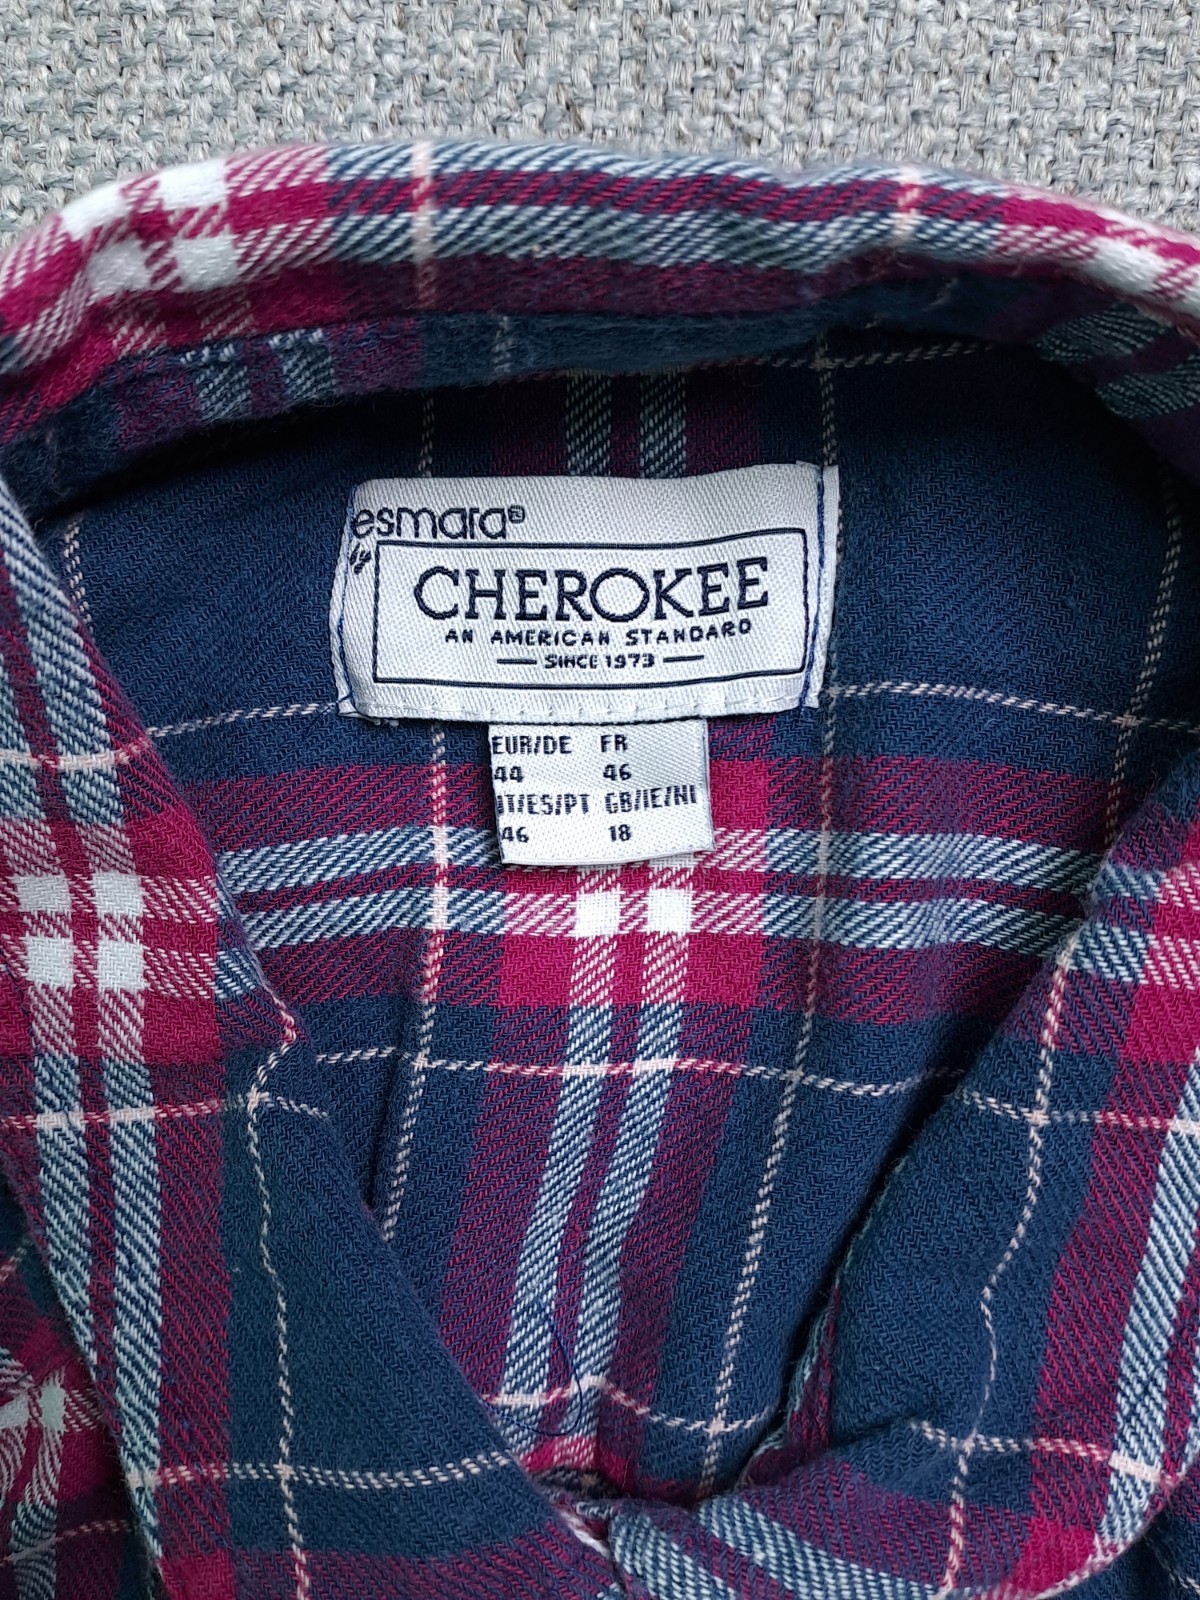 esmara®
by
CHEROKEE
AN AMERICAN STANDARD
SINCE 1973
EUR/DE FR
44 46
IT/ES/PT GB/IE/NI
46 18